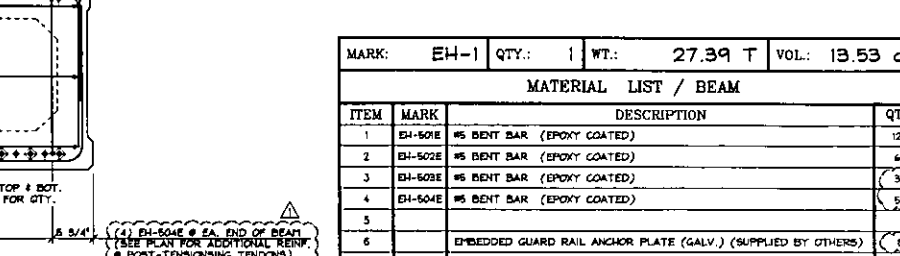 MARK: EH-1 QTY.: 1 WT.: 27.39 T VOL.: 13.53
MATERIAL LIST / BEAM
ITEM MARK DESCRIPTION
1 EH-501E #5 BENT BAR (EPOXY COATED) 12
2 EH-502E #5 BENT BAR (EPOXY COATED)
3 EH-503E #5 BENT BAR (EPOXY COATED)
4 EH-504E #5 BENT BAR (EPOXY COATED)
5
6 EMBEDDED GUARD RAIL ANCHOR PLATE (GALV.) (SUPPLIED BY OTHERS)
TOP & BOT.
FOR QTY.
5 3/4"
1
(4) EH-504E @ EA. END OF BEAM
(SEE PLAN FOR ADDITIONAL REINF.
@ POST-TENSIONSING TENDONS)